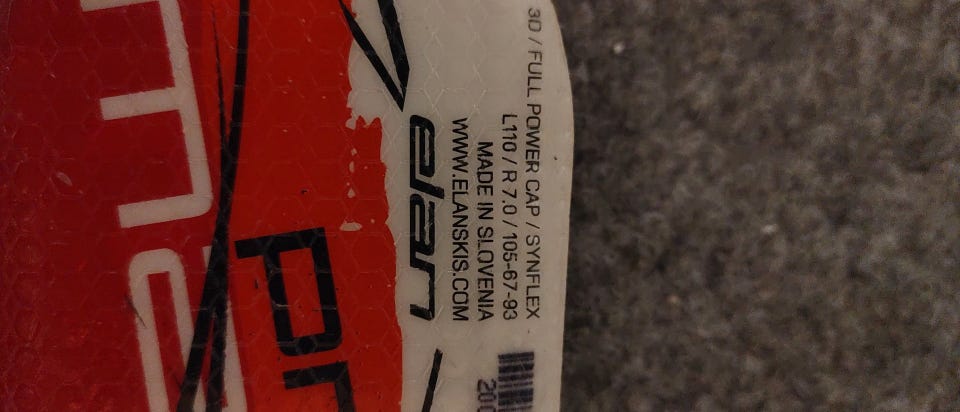 3D / FULL POWER CAP / SYNFLEX
L110 / R 7.0 / 105-67-93
MADE IN SLOVENIA
WWW.ELANSKIS.COM
elan